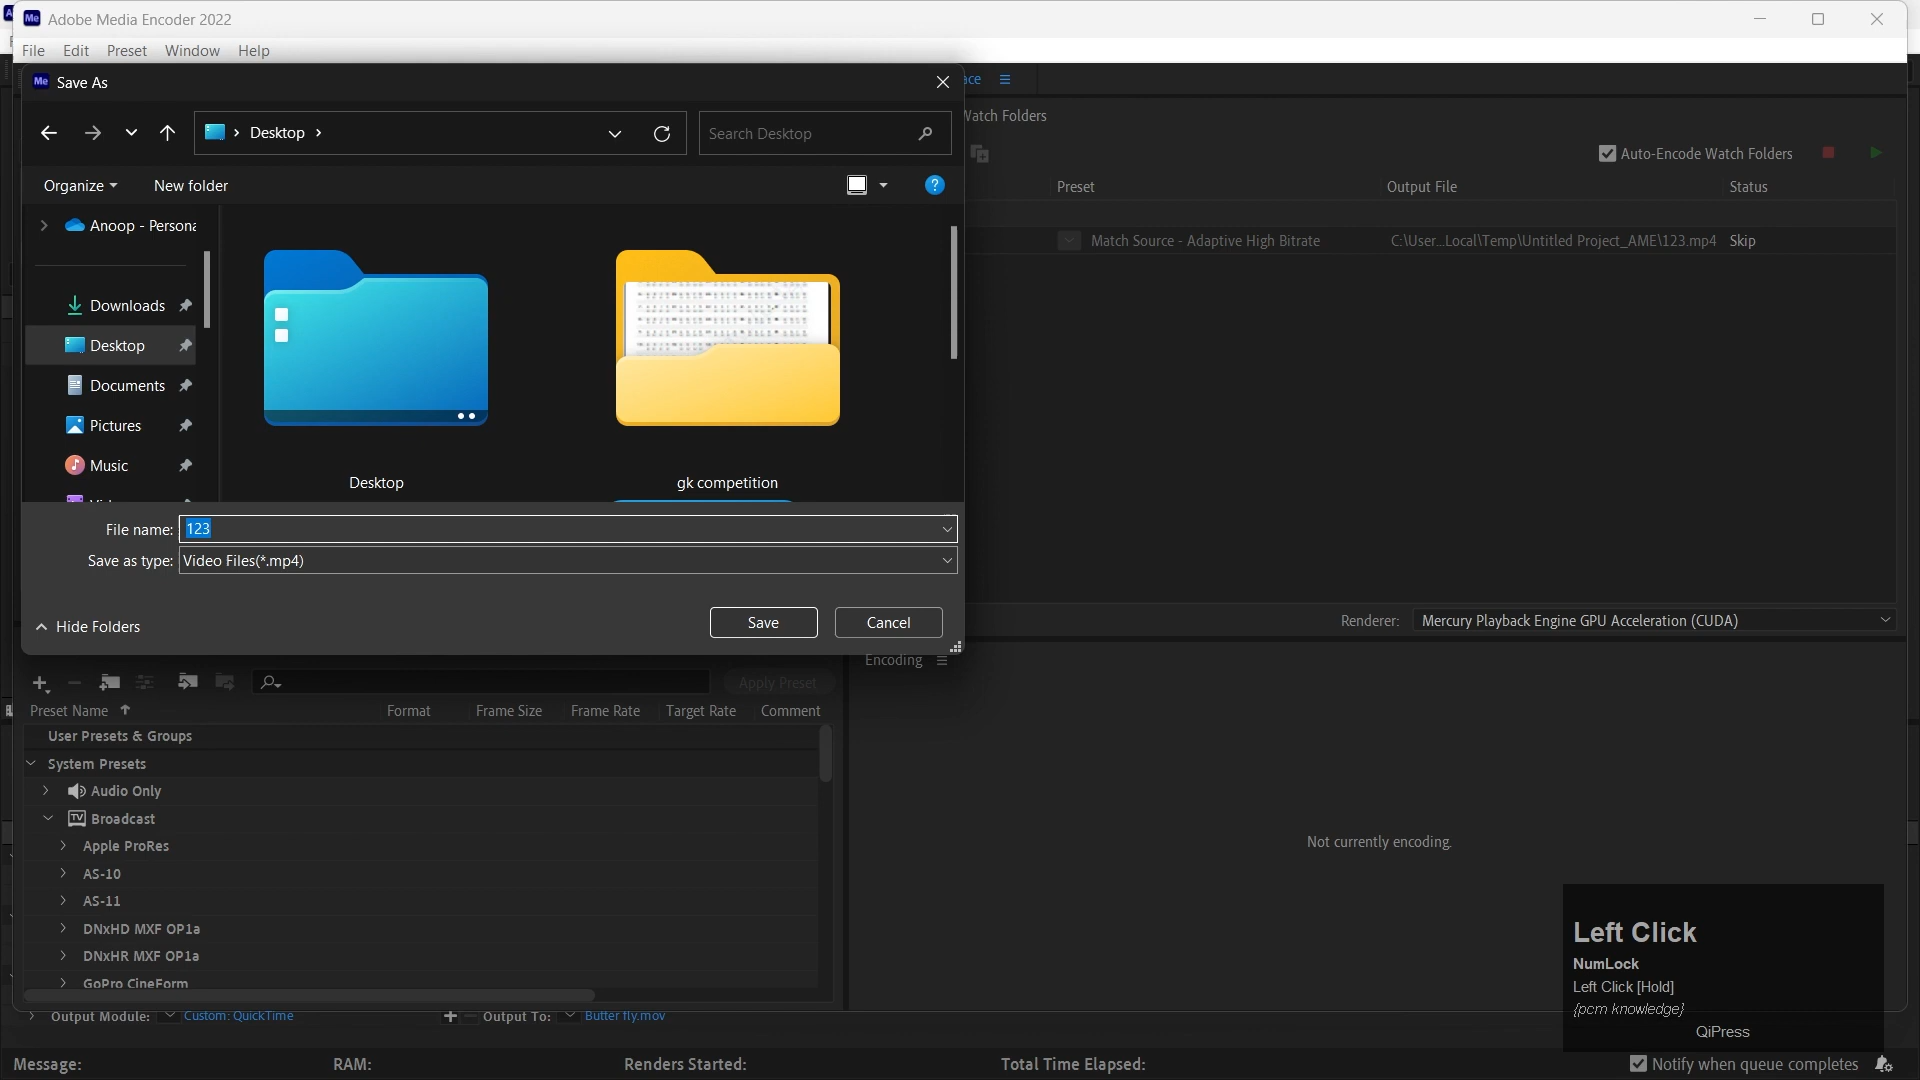 Me Adobe Media Encoder 2022
File Edit Preset Window Help
Me Save As
ace
Desktop
Search Desktop
Watch Folders
Auto-Encode Watch Folders
Organize New folder
?
Preset Output File Status
Anoop - Persona
Match Source - Adaptive High Bitrate C:\User...Local\Temp\Untitled Project_AME\123.mp4 Skip
Downloads
Desktop
Documents
Pictures
Music
Desktop
gk competition
File name: 123
Save as type: Video Files(*.mp4)
Save Cancel
Hide Folders
Renderer: Mercury Playback Engine GPU Acceleration (CUDA)
Encoding
Apply Preset
Preset Name Format Frame Size Frame Rate Target Rate Comment
User Presets & Groups
System Presets
Audio Only
TV Broadcast
Apple ProRes
AS-10
AS-11
DNxHD MXF OP1a
DNxHR MXF OP1a
GoPro CineForm
Not currently encoding.
Left Click
NumLock
Left Click [Hold]
{pcm knowledge}
QiPress
Output Module: Custom: QuickTime Output To: Butter fly.mov
Message: RAM: Renders Started: Total Time Elapsed: Notify when queue completes